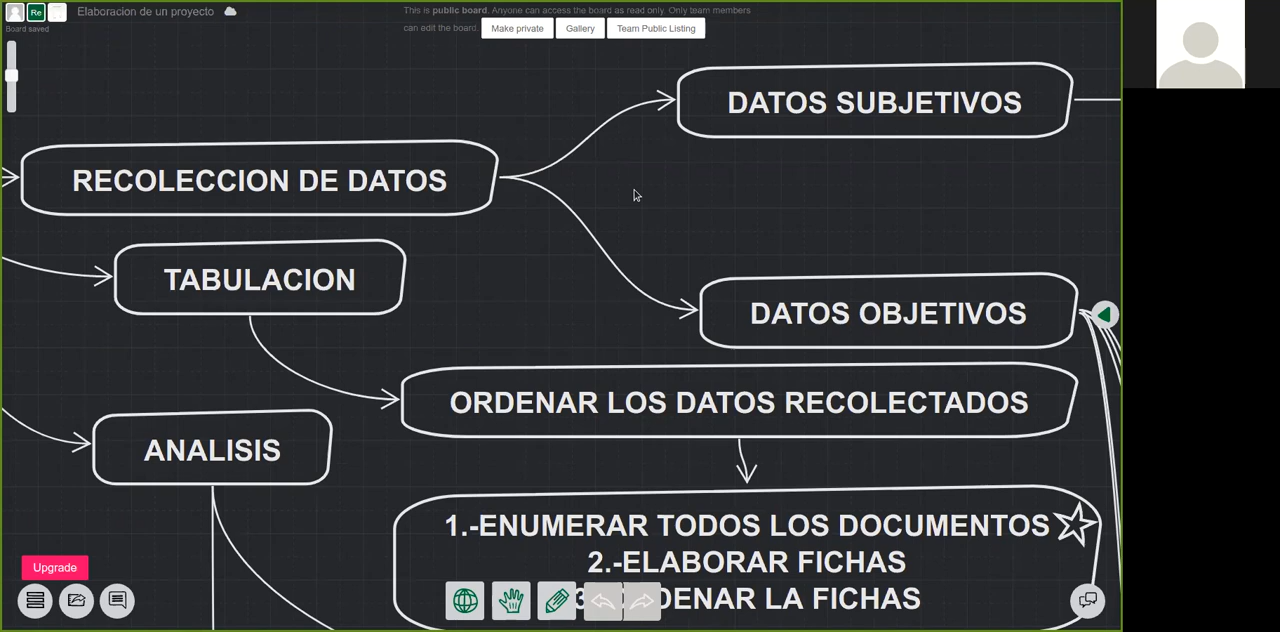 Re
Elaboracion de un proyecto
Board saved
This is public board. Anyone can access the board as read only. Only team members
can edit the board
Make private
Gallery
Team Public Listing
DATOS SUBJETIVOS
RECOLECCION DE DATOS
TABULACION
DATOS OBJETIVOS
ORDENAR LOS DATOS RECOLECTADOS
ANALISIS
1.-ENUMERAR TODOS LOS DOCUMENTOS
2.-ELABORAR FICHAS
LA FICHAS
Upgrade